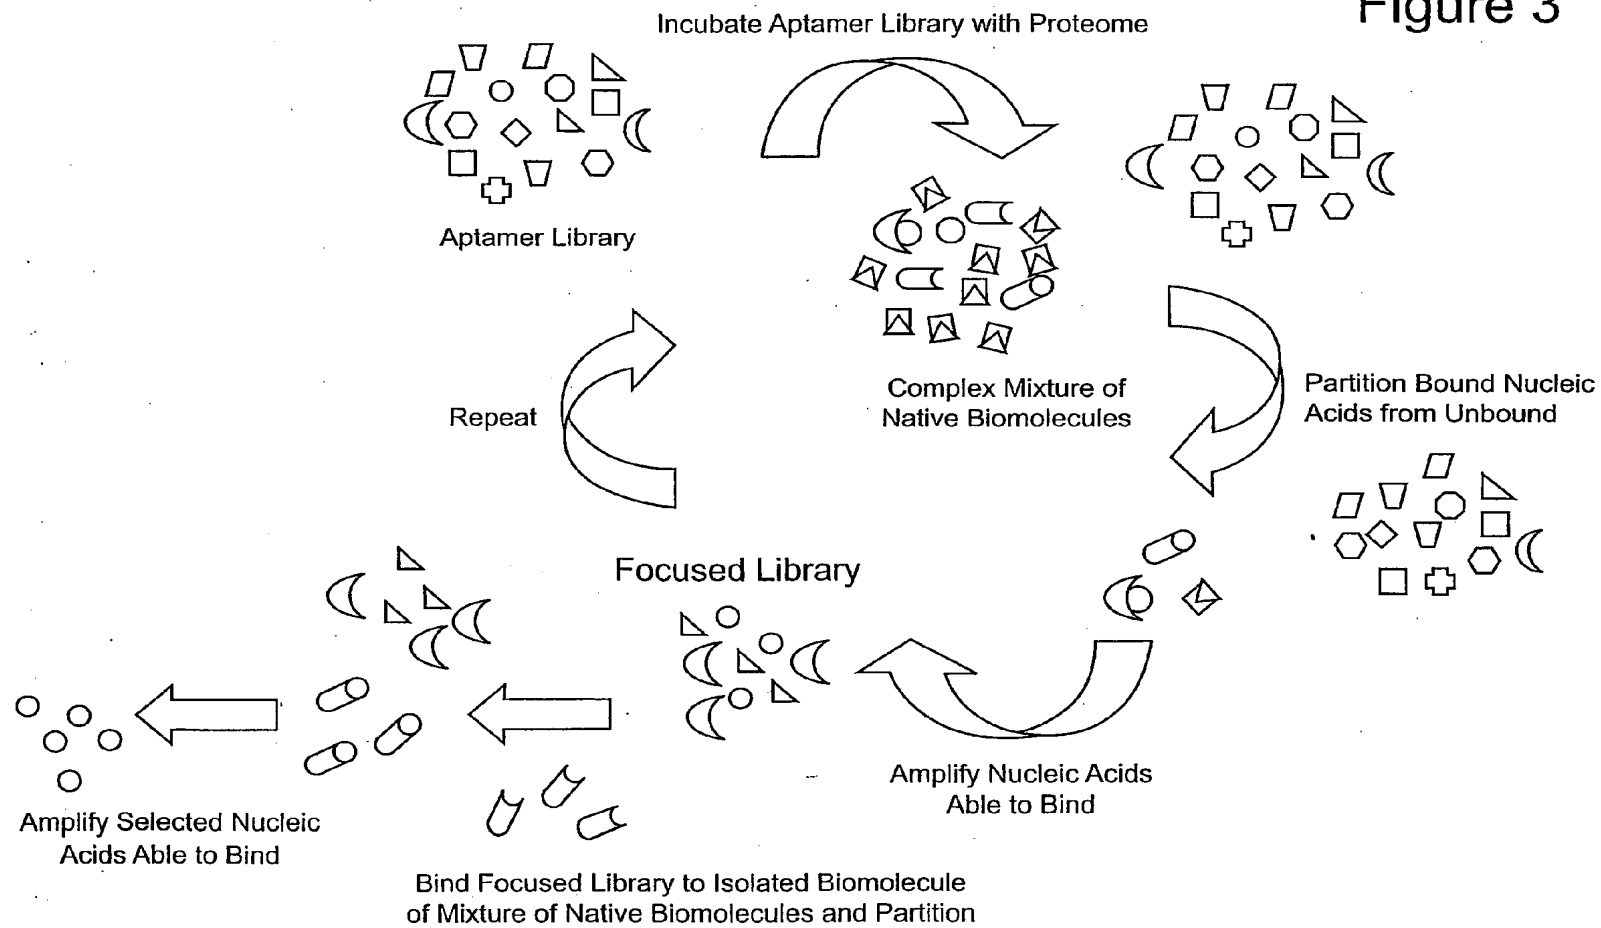 Figure 3
Incubate Aptamer Library with Proteome
Aptamer Library
Complex Mixture of
Native Biomolecules
Partition Bound Nucleic
Acids from Unbound
Repeat
Focused Library
Amplify Nucleic Acids
Able to Bind
Amplify Selected Nucleic
Acids Able to Bind
Bind Focused Library to Isolated Biomolecule
of Mixture of Native Biomolecules and Partition